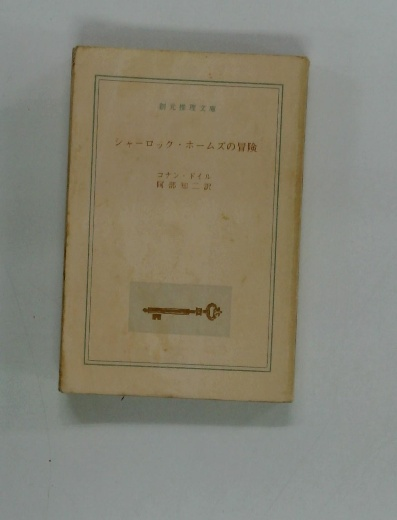 創元推理文庫
シャーロック・ホームズの冒険
コナン・ドイル
阿部知二訳